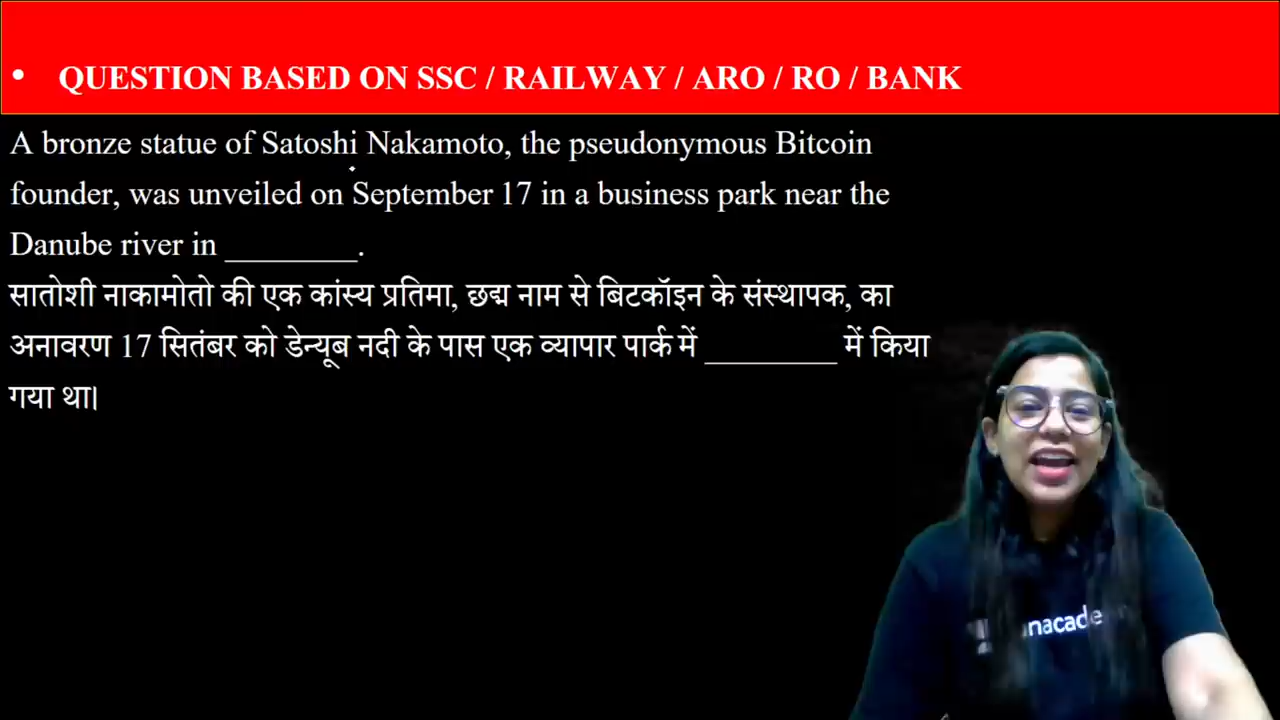 • QUESTION BASED ON SSC / RAILWAY / ARO / RO / BANK
A bronze statue of Satoshi Nakamoto, the pseudonymous Bitcoin
founder, was unveiled on September 17 in a business park near the
Danube river in _________.
सातोशी नाकामोतो की एक कांस्य प्रतिमा, छद्म नाम से बिटकॉइन के संस्थापक, का
अनावरण 17 सितंबर को डेन्यूब नदी के पास एक व्यापार पार्क में _________ में किया
गया था।